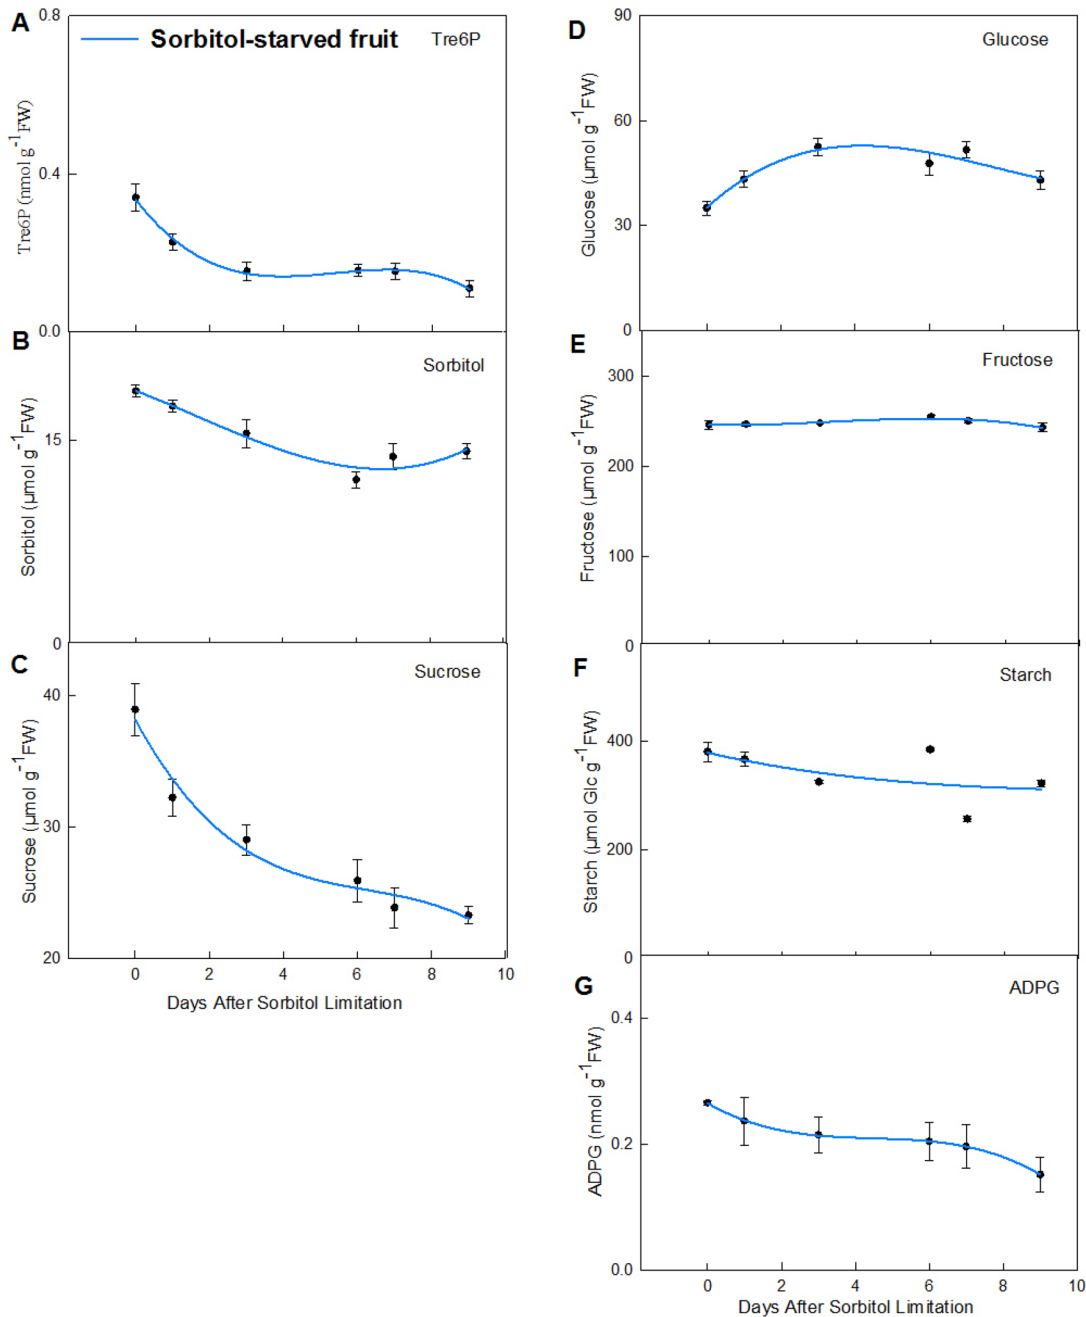 A
Sorbitol-starved fruit
Tre6P
0.8
0.4
0.0
Tre6P (nmol g⁻¹FW)
B
Sorbitol
15
0
Sorbitol (µmol g⁻¹FW)
C
Sucrose
40
30
20
Sucrose (µmol g⁻¹FW)
0 2 4 6 8 10
Days After Sorbitol Limitation
D
Glucose
90
60
30
0
Glucose (µmol g⁻¹FW)
E
Fructose
300
200
100
0
Fructose (µmol g⁻¹FW)
F
Starch
400
200
0
Starch (µmol Glc g⁻¹FW)
G
ADPG
0.4
0.2
0.0
ADPG (nmol g⁻¹FW)
0 2 4 6 8 10
Days After Sorbitol Limitation